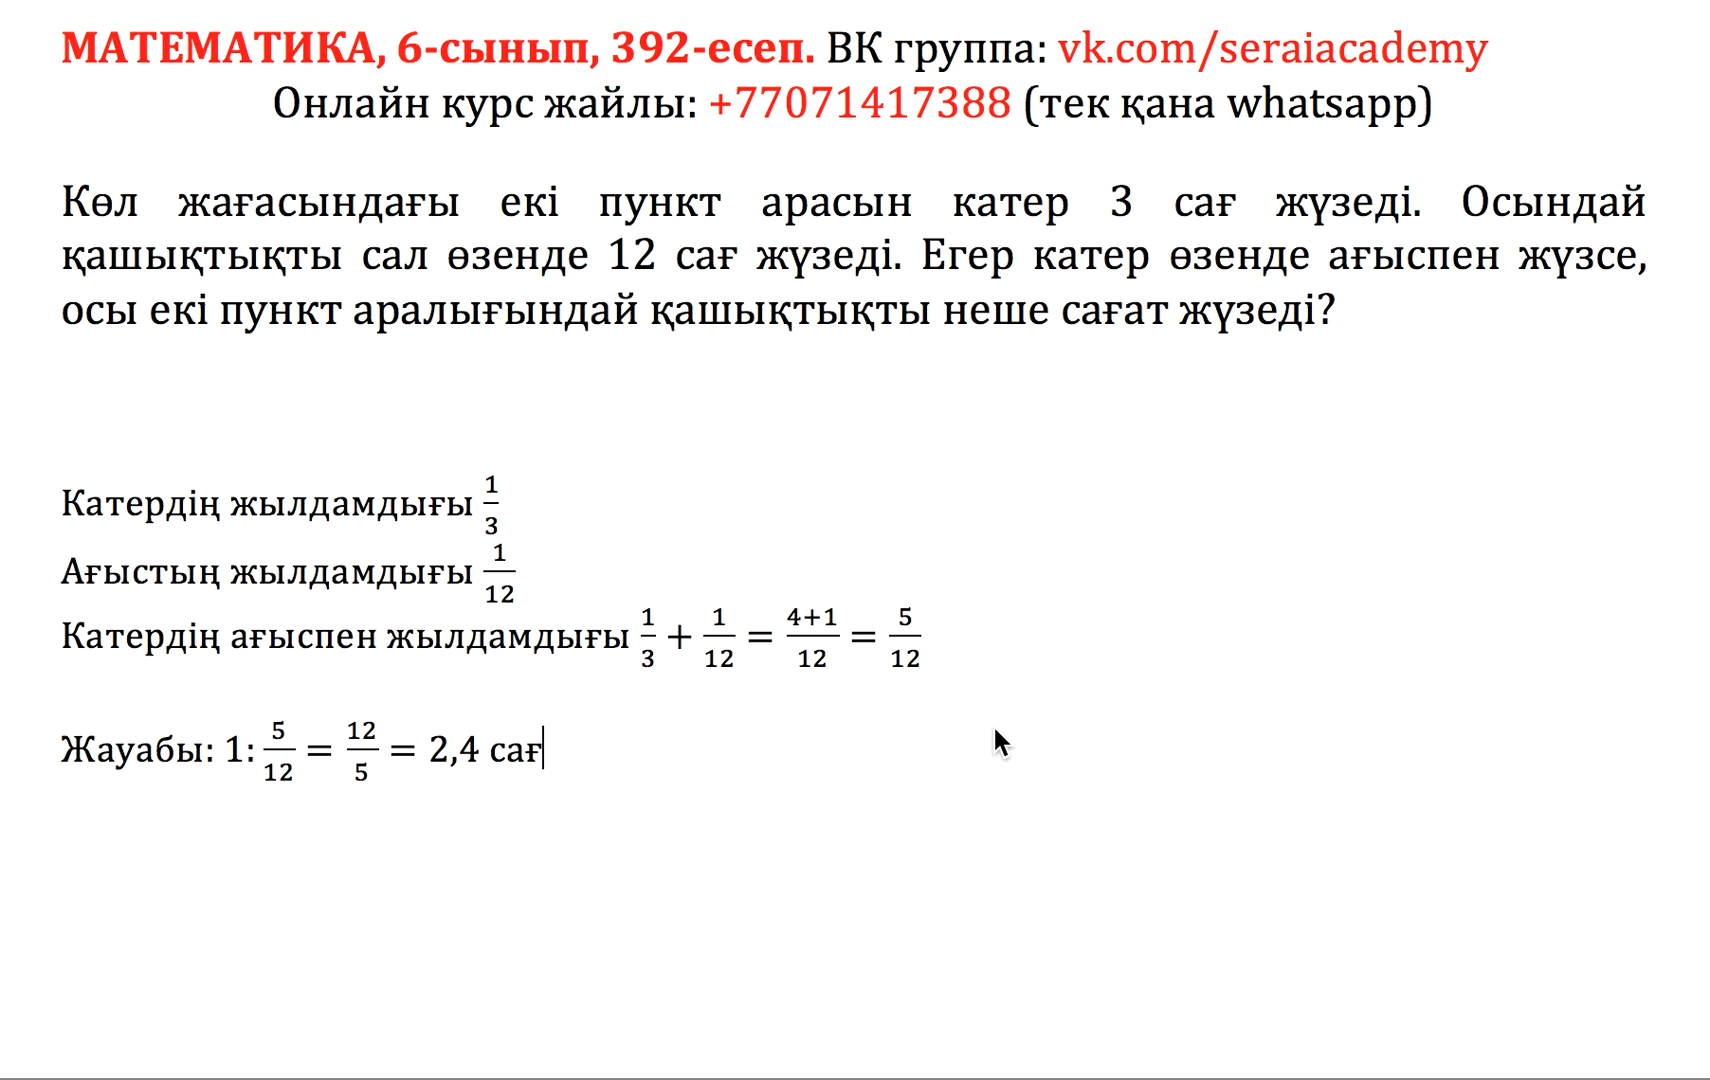 МАТЕМАТИКА, 6-сынып, 392-есеп. ВК группа: vk.com/seraiacademy
Онлайн курс жайлы: +77071417388 (тек қана whatsapp)
Көл жағасындағы екі пункт арасын катер 3 сағ жүзеді. Осындай
қашықтықты сал өзенде 12 сағ жүзеді. Егер катер өзенде ағыспен жүзсе,
осы екі пункт аралығындай қашықтықты неше сағат жүзеді?
Катердің жылдамдығы 1/3
Ағыстың жылдамдығы 1/12
Катердің ағыспен жылдамдығы 1/3 + 1/12 = 4+1/12 = 5/12
Жауабы: 1: 5/12 = 12/5 = 2,4 сағ